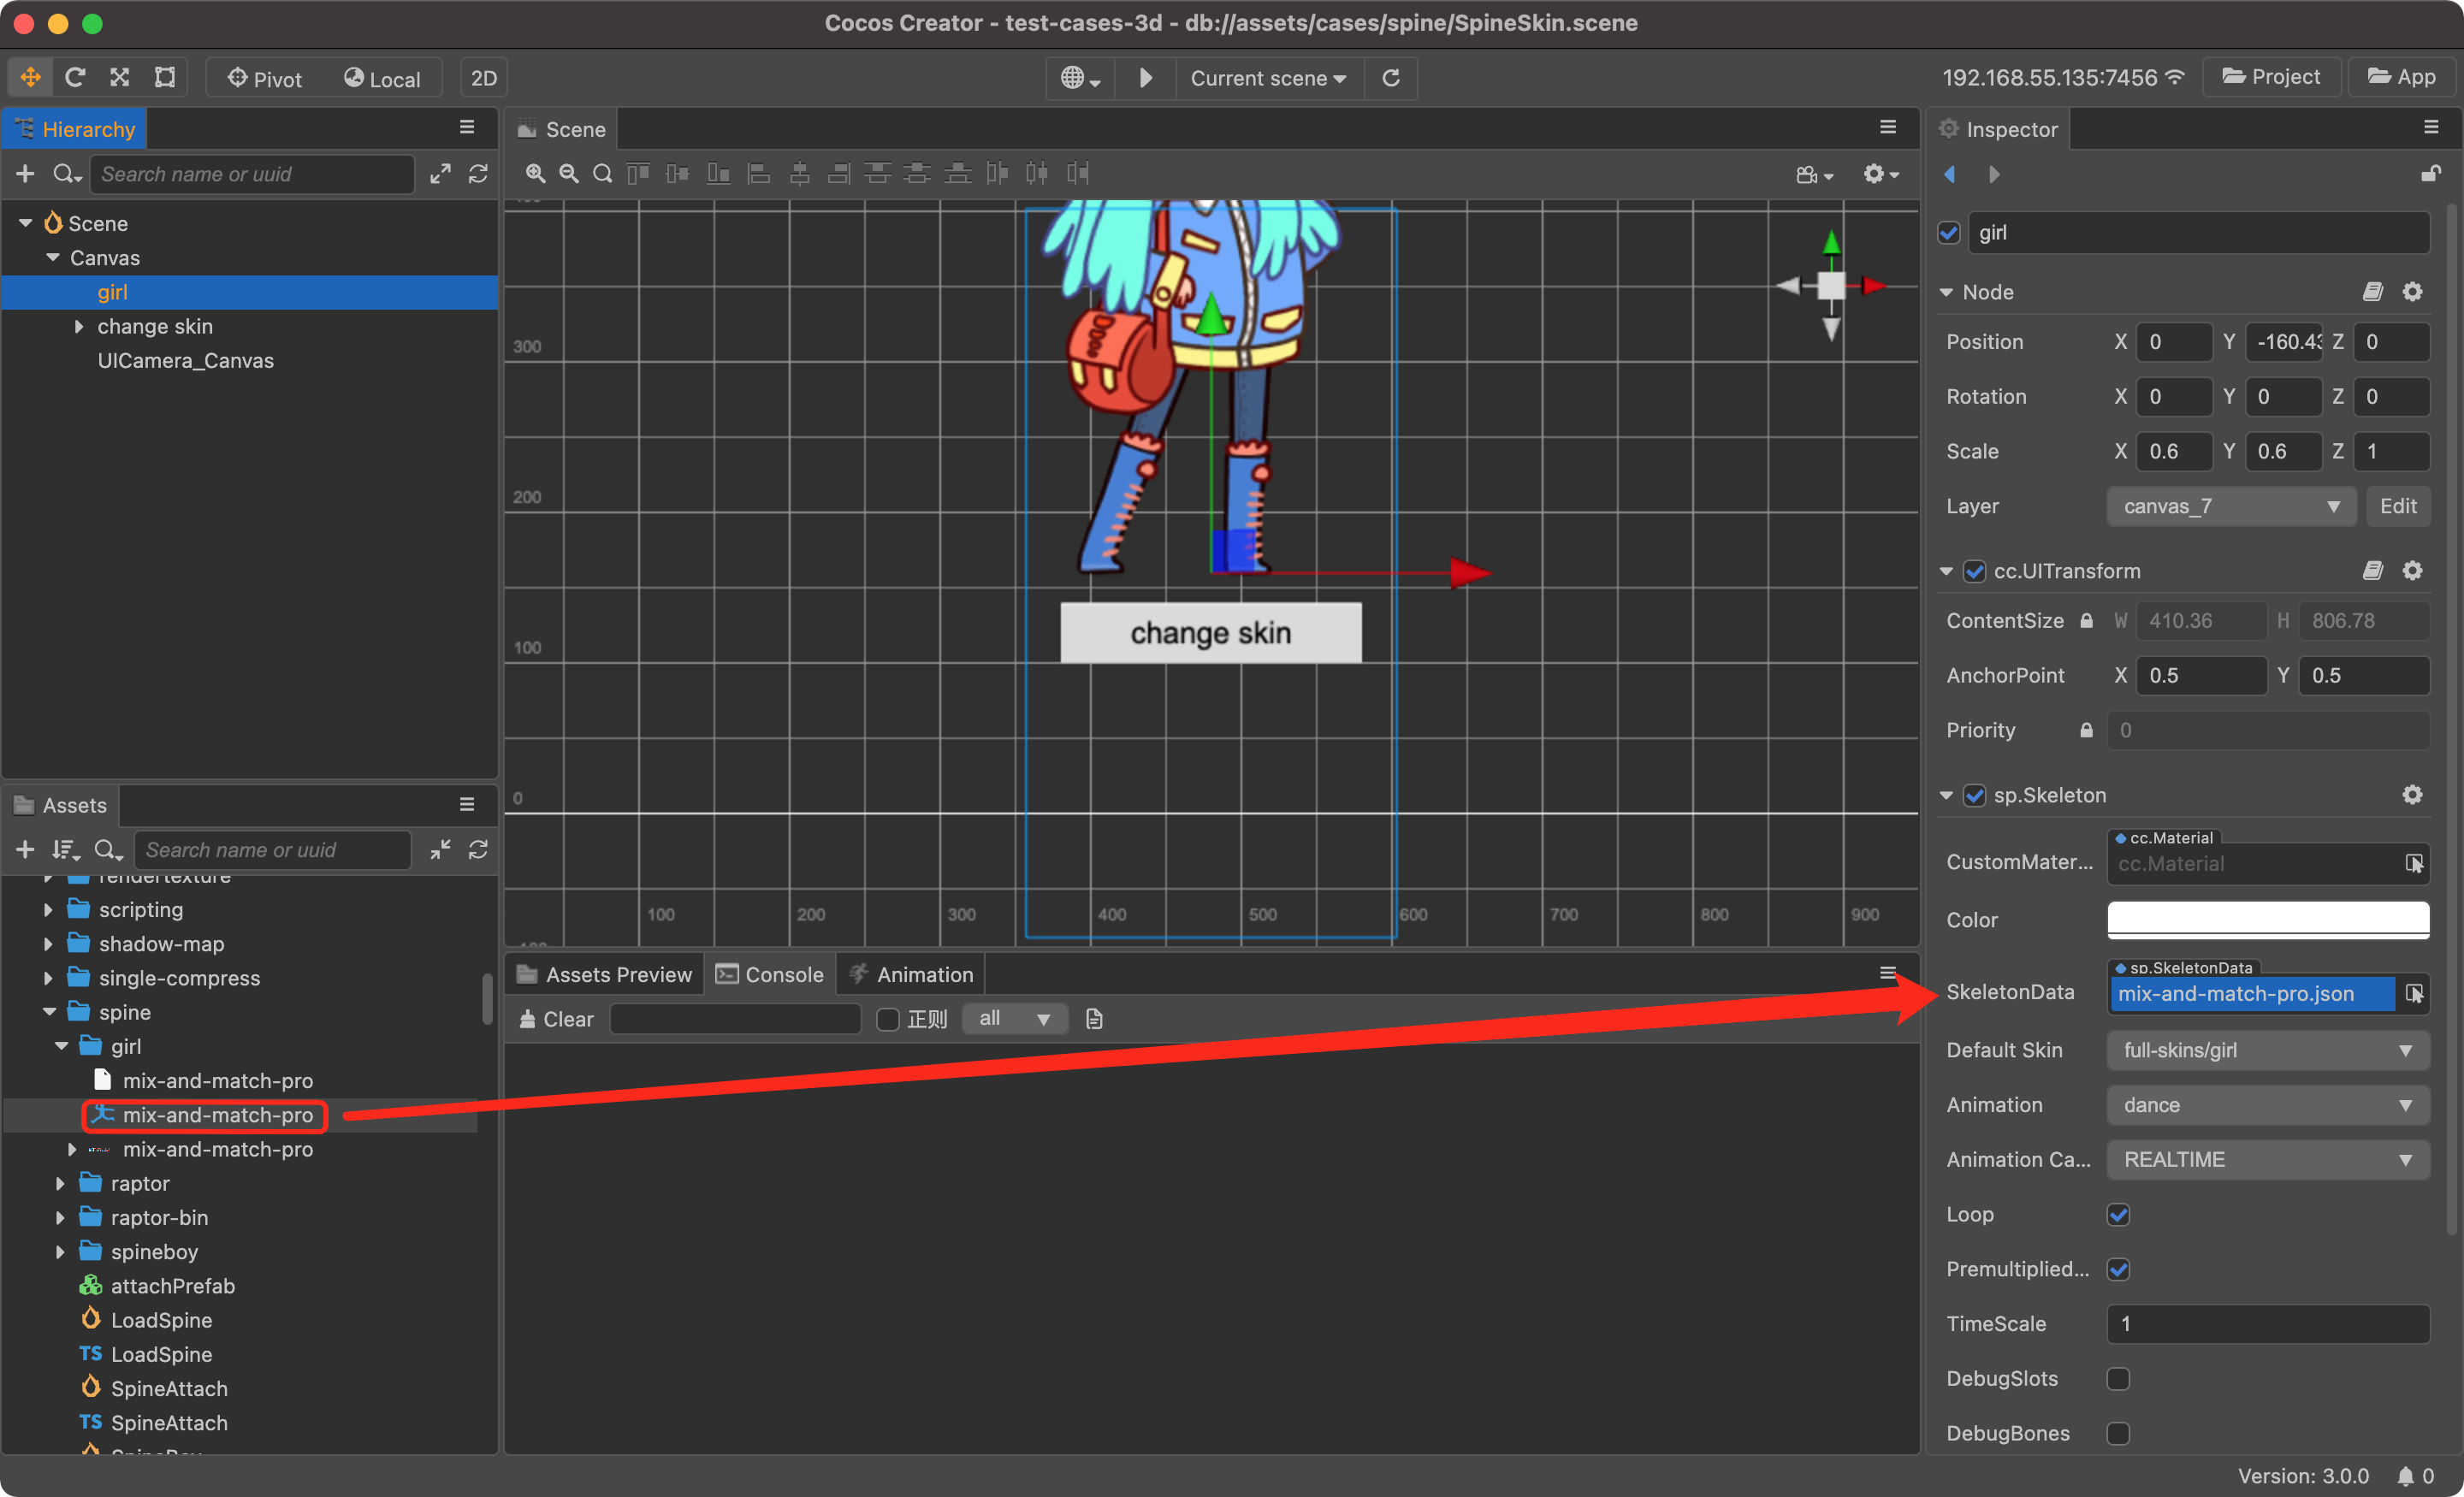 Cocos Creator - test-cases-3d - db://assets/cases/spine/SpineSkin.scene
Pivot
Local
2D
Current scene
192.168.55.135:7456
Project
App
Hierarchy
Search name or uuid
Scene
Canvas
girl
change skin
UICamera_Canvas
Assets
Search name or uuid
rendertexture
scripting
shadow-map
single-compress
spine
girl
mix-and-match-pro
mix-and-match-pro
mix-and-match-pro
raptor
raptor-bin
spineboy
attachPrefab
LoadSpine
TS LoadSpine
SpineAttach
TS SpineAttach
Scene
300
200
100
0
change skin
100
200
300
400
500
600
700
800
900
Assets Preview
Console
Animation
Clear
正则
all
Inspector
girl
Node
Position X 0 Y -160.43 Z 0
Rotation X 0 Y 0 Z 0
Scale X 0.6 Y 0.6 Z 1
Layer canvas_7 Edit
cc.UITransform
ContentSize W 410.36 H 806.78
AnchorPoint X 0.5 Y 0.5
Priority 0
sp.Skeleton
cc.Material
CustomMater... cc.Material
Color
sp.SkeletonData
SkeletonData mix-and-match-pro.json
Default Skin full-skins/girl
Animation dance
Animation Ca... REALTIME
Loop
Premultiplied...
TimeScale 1
DebugSlots
DebugBones
Version: 3.0.0
0